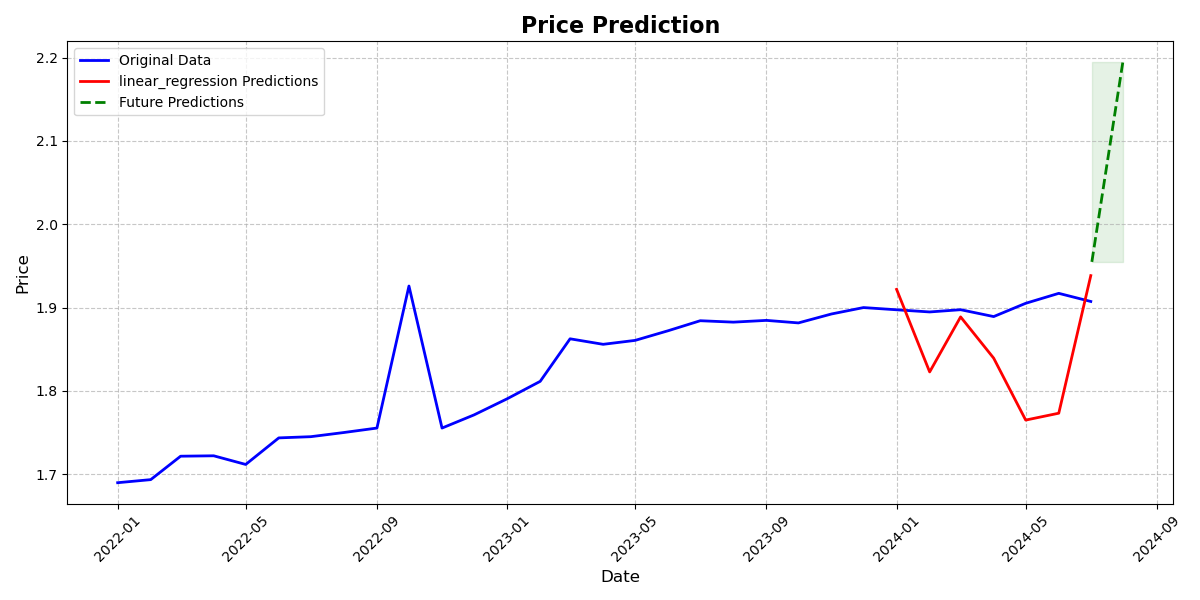 Price Prediction
Original Data
linear_regression Predictions
Future Predictions
Price
2.2
2.1
2.0
1.9
1.8
1.7
2022-01
2022-05
2022-09
2023-01
2023-05
2023-09
2024-01
2024-05
2024-09
Date